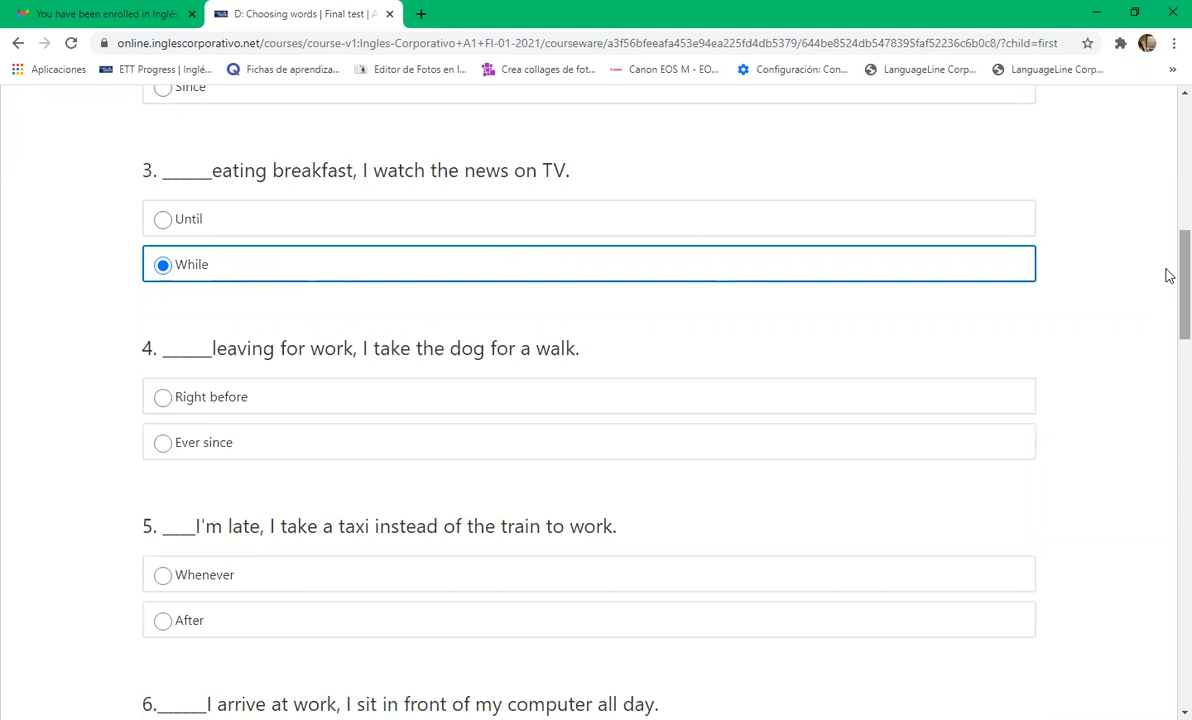 You have been enrolled in Inglés
D: Choosing words | Final test | A
online.inglescorporativo.net/courses/course-v1:Ingles-Corporativo+A1+FI-01-2021/courseware/a3f56bfeeafa453e94ea225fd4db5379/644be8524db5478395faf52236c6b0c8/?child=first
Aplicaciones ETT Progress | Inglé... Fichas de aprendiza... Editor de Fotos en l... Crea collages de fot... Canon EOS M - EO... Configuración: Con... LanguageLine Corp... LanguageLine Corp... »
Since
3. ______eating breakfast, I watch the news on TV.
Until
While
4. ______leaving for work, I take the dog for a walk.
Right before
Ever since
5. ____I'm late, I take a taxi instead of the train to work.
Whenever
After
6.______I arrive at work, I sit in front of my computer all day.